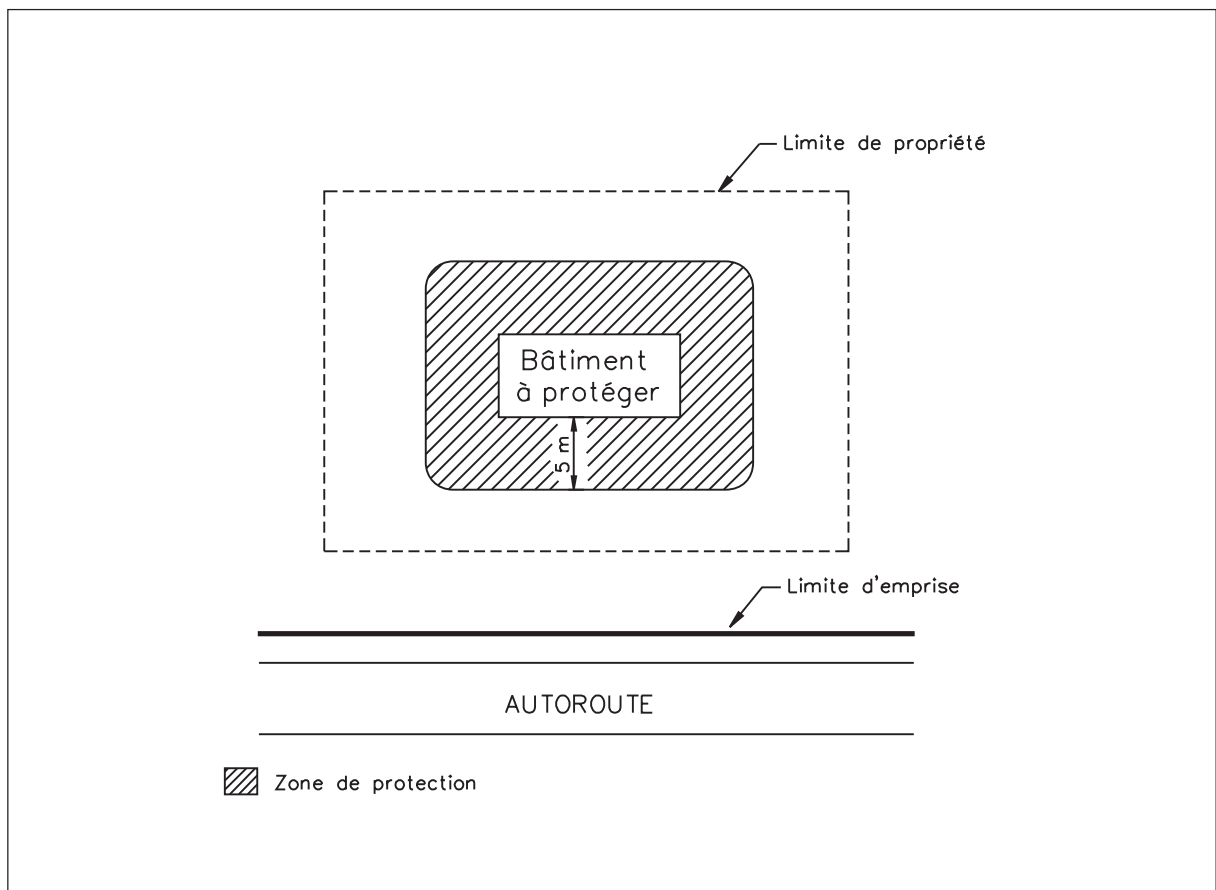 Limite de propriété
Bâtiment
à protéger
5 m
Limite d'emprise
AUTOROUTE
Zone de protection